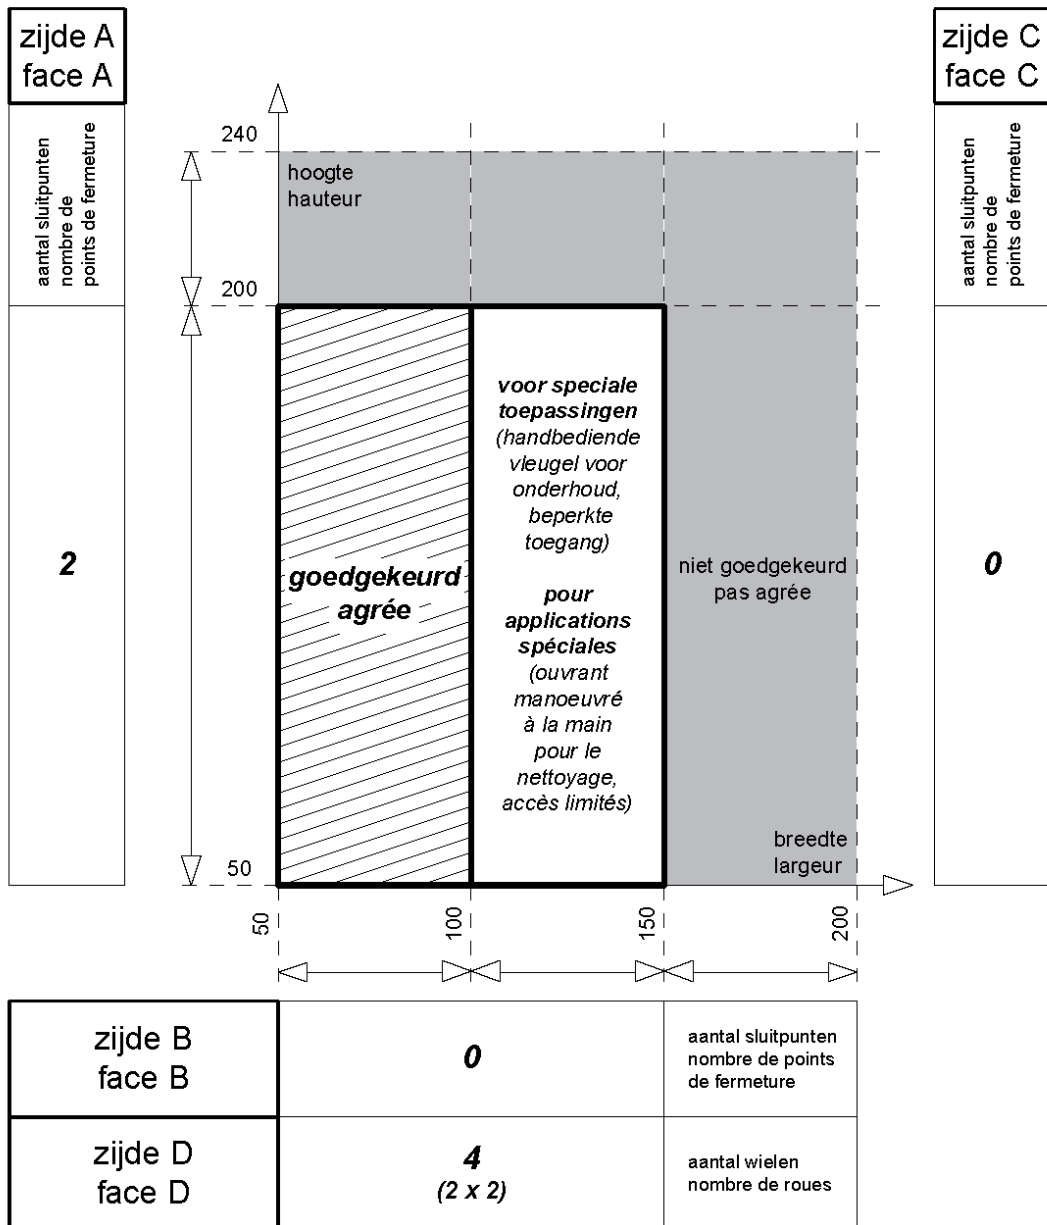 zijde A
face A
zijde C
face C
aantal sluitpunten
nombre de
points de fermeture
240
hoogte
hauteur
aantal sluitpunten
nombre de
points de fermeture
200
2
goedgekeurd
agrée
voor speciale
toepassingen
(handbediende
vleugel voor
onderhoud,
beperkte
toegang)
pour
applications
spéciales
(ouvrant
manoeuvré
à la main
pour le
nettoyage,
accès limités)
niet goedgekeurd
pas agrée
0
breedte
largeur
50
50
100
150
200
zijde B
face B
0
aantal sluitpunten
nombre de points
de fermeture
zijde D
face D
4
(2 x 2)
aantal wielen
nombre de roues